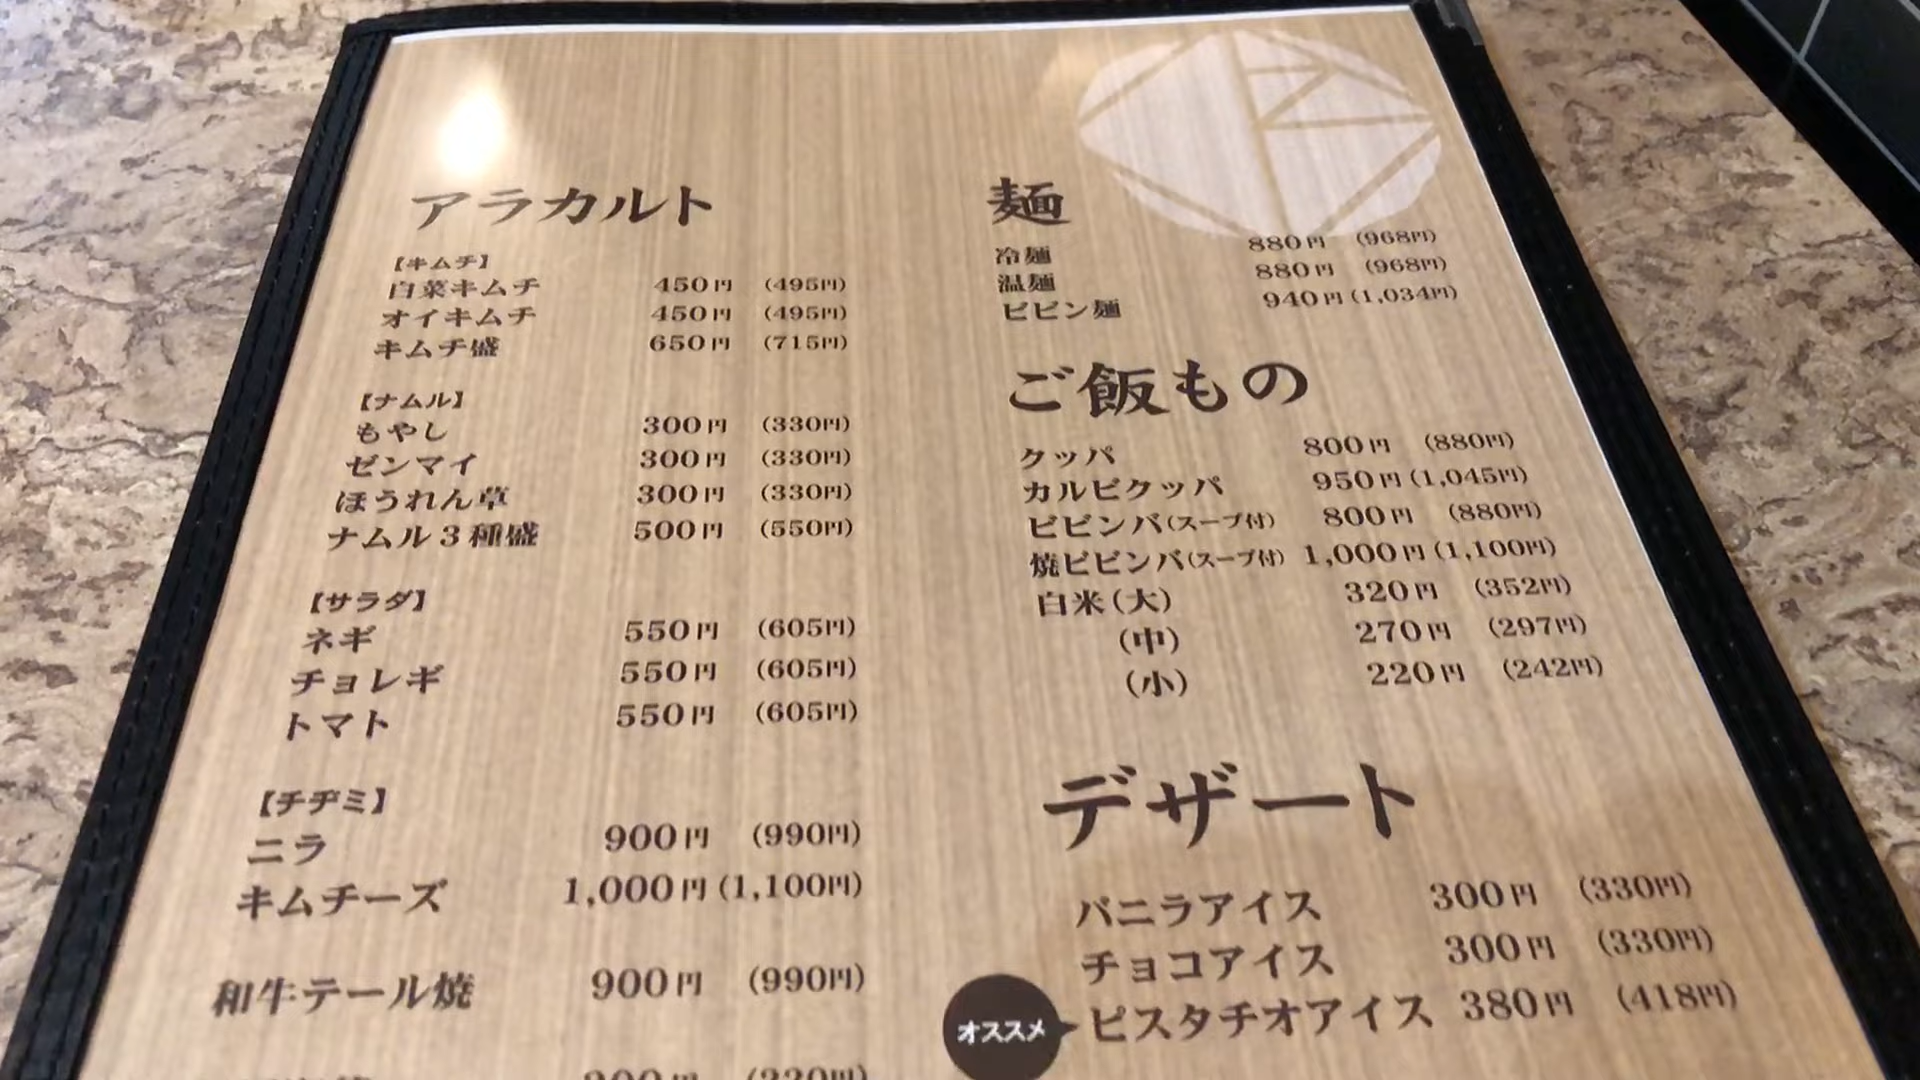 アラカルト
【キムチ】
白菜キムチ 450円 (495円)
オイキムチ 450円 (495円)
キムチ盛 650円 (715円)
【ナムル】
もやし 300円 (330円)
ゼンマイ 300円 (330円)
ほうれん草 300円 (330円)
ナムル3種盛 500円 (550円)
【サラダ】
ネギ 550円 (605円)
チョレギ 550円 (605円)
トマト 550円 (605円)
【チヂミ】
ニラ 900円 (990円)
キムチーズ 1,000円 (1,100円)
和牛テール焼 900円 (990円)
麺
冷麺 880円 (968円)
温麺 880円 (968円)
ビビン麺 940円 (1,034円)
ご飯もの
クッパ 800円 (880円)
カルビクッパ 950円 (1,045円)
ビビンバ(スープ付) 800円 (880円)
焼ビビンバ(スープ付) 1,000円 (1,100円)
白米(大) 320円 (352円)
(中) 270円 (297円)
(小) 220円 (242円)
デザート
バニラアイス 300円 (330円)
チョコアイス 300円 (330円)
オススメ ピスタチオアイス 380円 (418円)